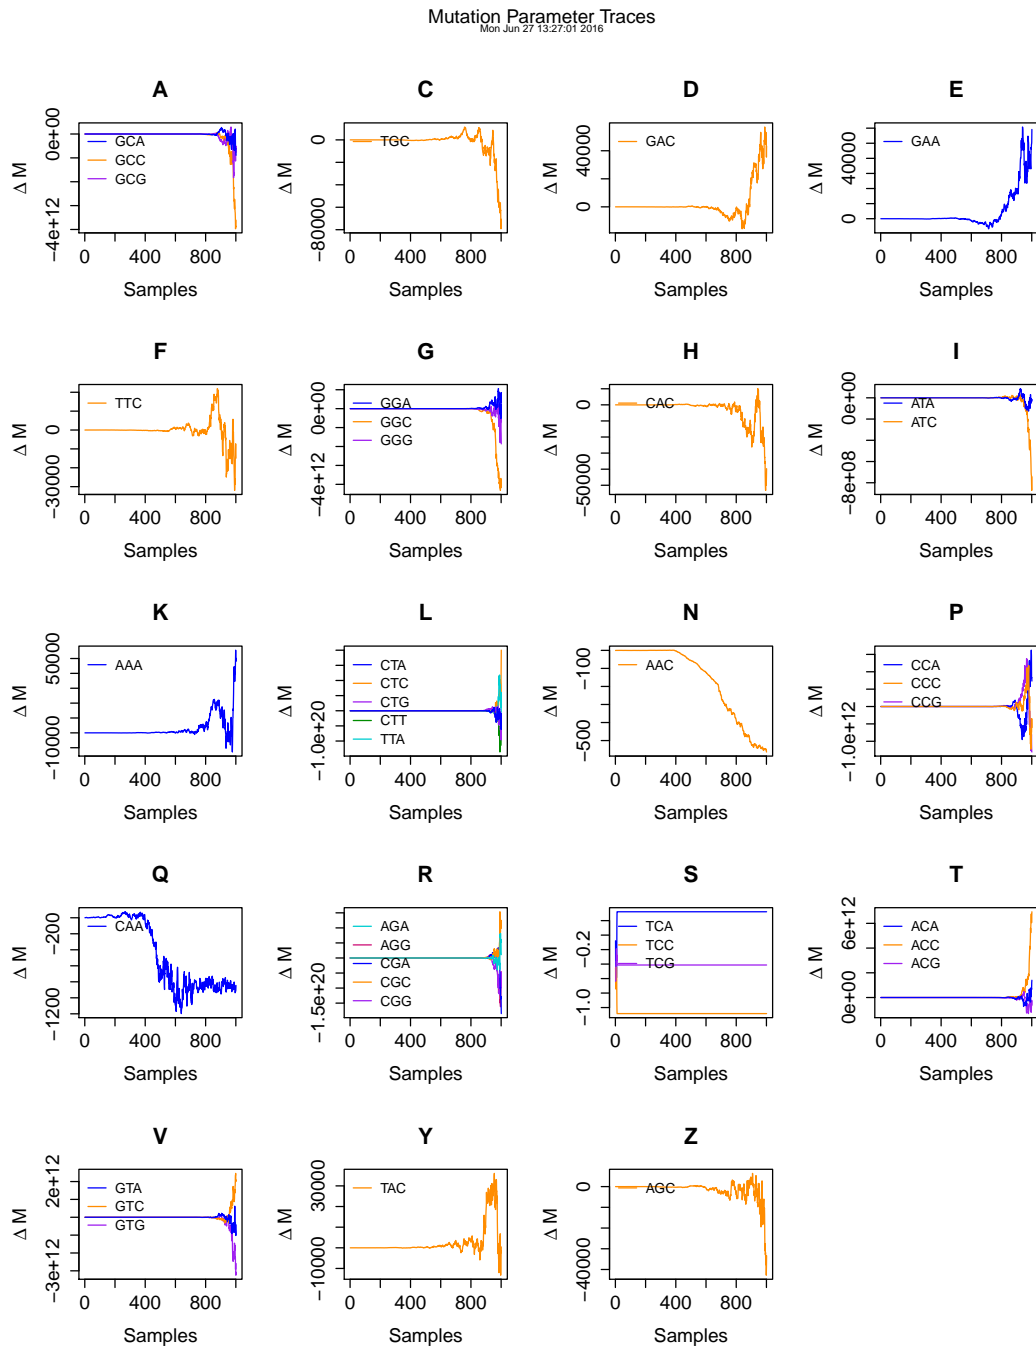 Mutation Parameter Traces
Mon Jun 27 13:27:01 2016
A
C
D
E
Δ M
0e+00
−4e+12
GCA
GCC
GCG
0 400 800
Samples
Δ M
0
−80000
TGC
0 400 800
Samples
Δ M
40000
0
GAC
0 400 800
Samples
Δ M
40000
0
GAA
0 400 800
Samples
F
G
H
I
Δ M
0
−30000
TTC
0 400 800
Samples
Δ M
0e+00
−4e+12
GGA
GGC
GGG
0 400 800
Samples
Δ M
0
−50000
CAC
0 400 800
Samples
Δ M
0e+00
−8e+08
ATA
ATC
0 400 800
Samples
K
L
N
P
Δ M
50000
−10000
AAA
0 400 800
Samples
Δ M
−1.0e+20
CTA
CTC
CTG
CTT
TTA
0 400 800
Samples
Δ M
−100
−500
AAC
0 400 800
Samples
Δ M
−1.0e+12
CCA
CCC
CCG
0 400 800
Samples
Q
R
S
T
Δ M
−200
−1200
CAA
0 400 800
Samples
Δ M
−1.5e+20
AGA
AGG
CGA
CGC
CGG
0 400 800
Samples
Δ M
−0.2
−1.0
TCA
TCC
TCG
0 400 800
Samples
Δ M
6e+12
0e+00
ACA
ACC
ACG
0 400 800
Samples
V
Y
Z
Δ M
2e+12
−3e+12
GTA
GTC
GTG
0 400 800
Samples
Δ M
30000
−10000
TAC
0 400 800
Samples
Δ M
0
−40000
AGC
0 400 800
Samples